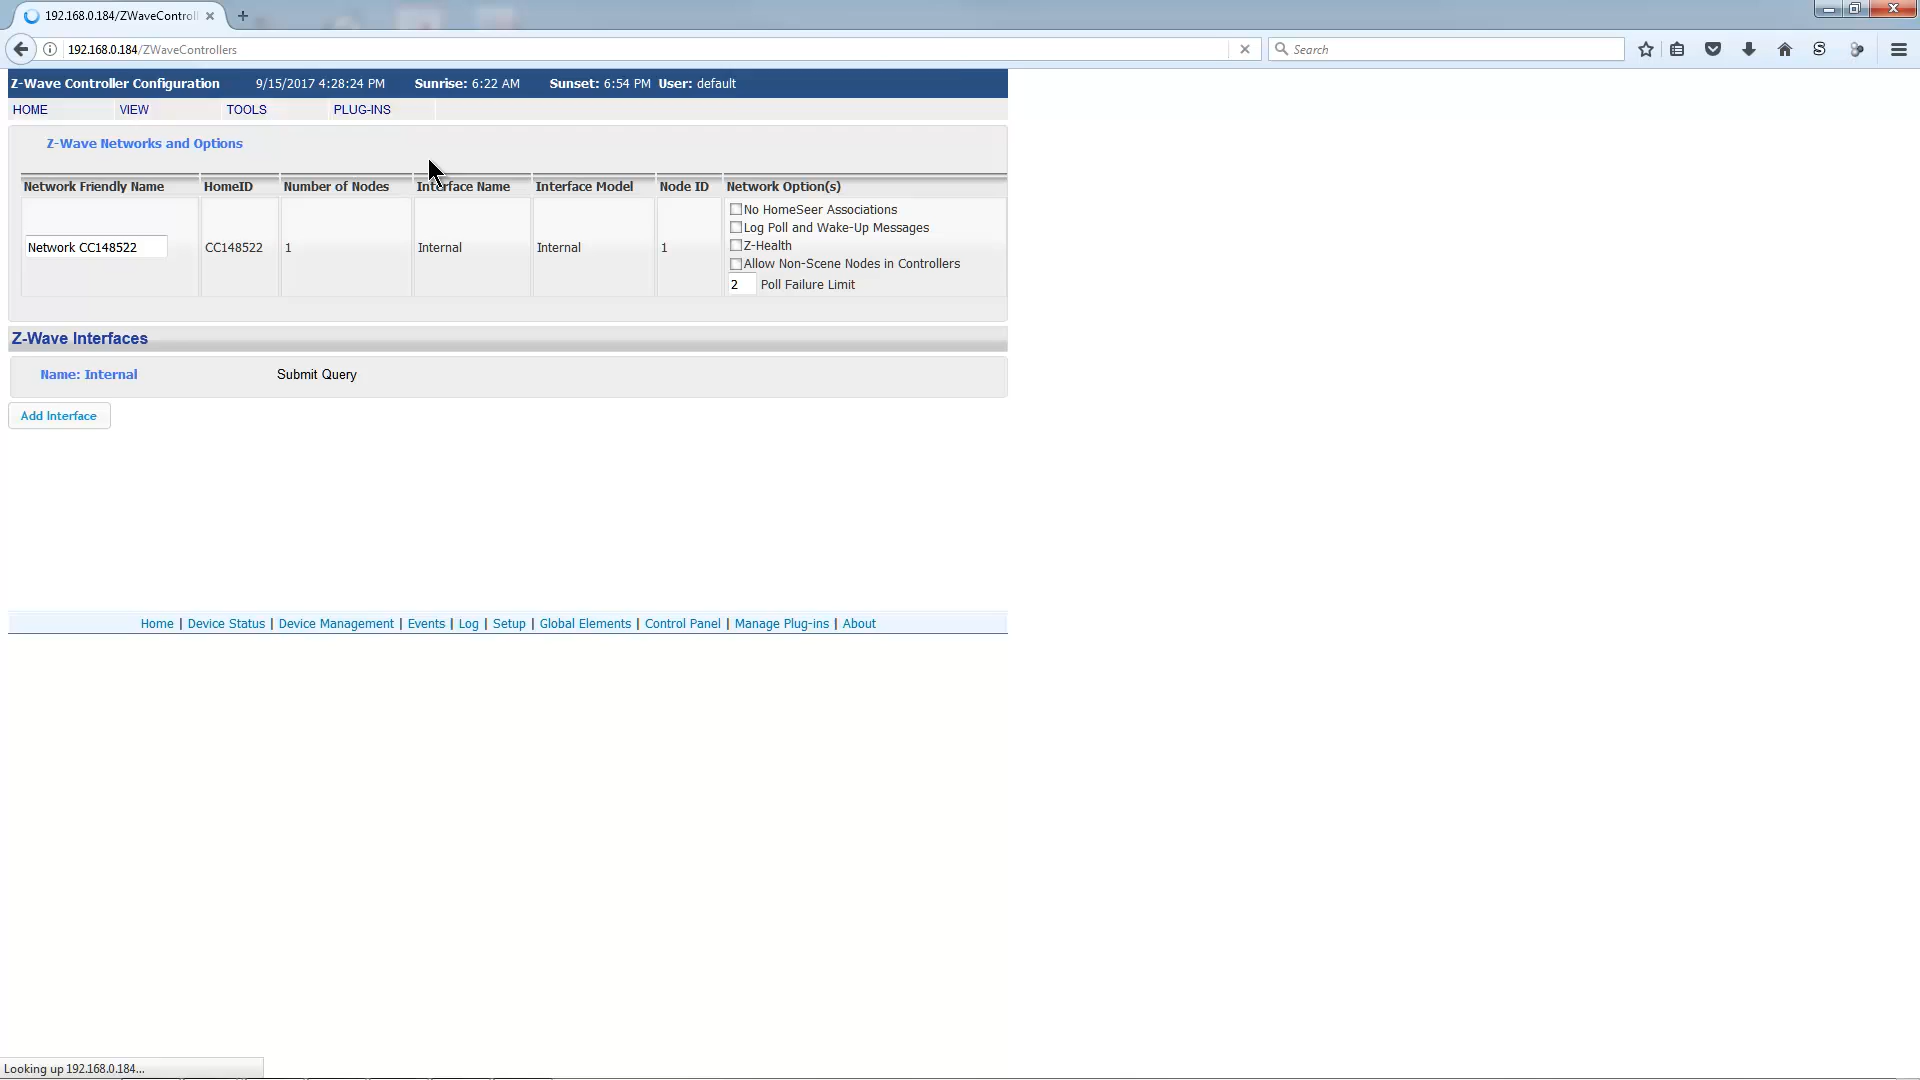 192.168.0.184/ZWaveControll
192.168.0.184/ZWaveControllers
Search
Z-Wave Controller Configuration 9/15/2017 4:28:24 PM Sunrise: 6:22 AM Sunset: 6:54 PM User: default
HOME VIEW TOOLS PLUG-INS
Z-Wave Networks and Options
Network Friendly Name HomeID Number of Nodes Interface Name Interface Model Node ID Network Option(s)
No HomeSeer Associations
Log Poll and Wake-Up Messages
Network CC148522 CC148522 1 Internal Internal 1 Z-Health
Allow Non-Scene Nodes in Controllers
2 Poll Failure Limit
Z-Wave Interfaces
Name: Internal Submit Query
Add Interface
Home | Device Status | Device Management | Events | Log | Setup | Global Elements | Control Panel | Manage Plug-ins | About
Looking up 192.168.0.184...